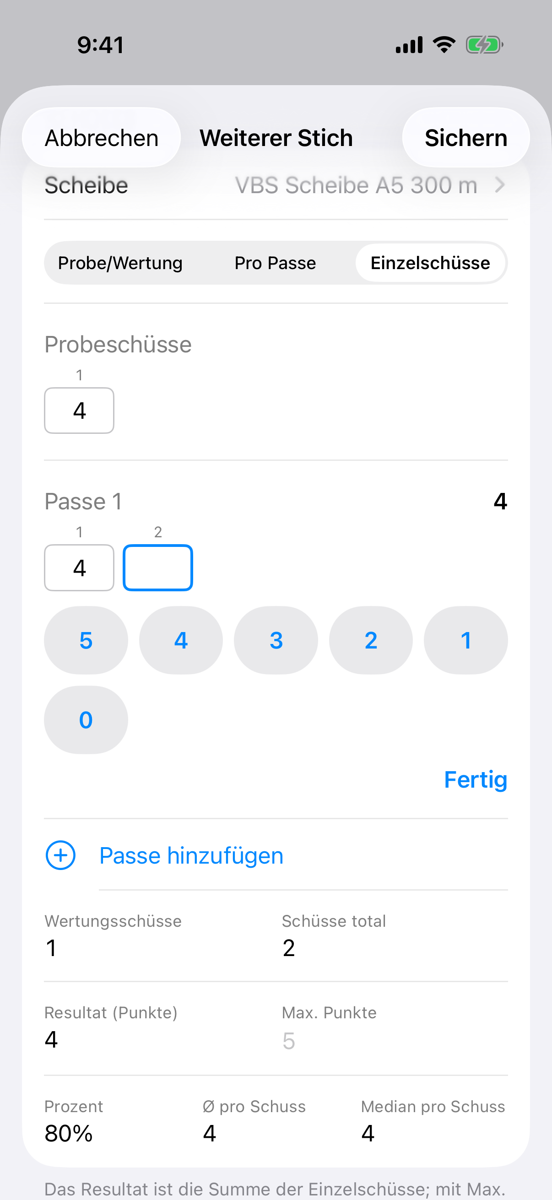 9:41
Abbrechen Weiterer Stich Sichern
Scheibe VBS Scheibe A5 300 m
Probe/Wertung Pro Passe Einzelschüsse
Probeschüsse
1
4
Passe 1 4
1 2
4
5 4 3 2 1
0
Fertig
Passe hinzufügen
Wertungsschüsse Schüsse total
1 2
Resultat (Punkte) Max. Punkte
4 5
Prozent Ø pro Schuss Median pro Schuss
80% 4 4
Das Resultat ist die Summe der Einzelschüsse; mit Max.